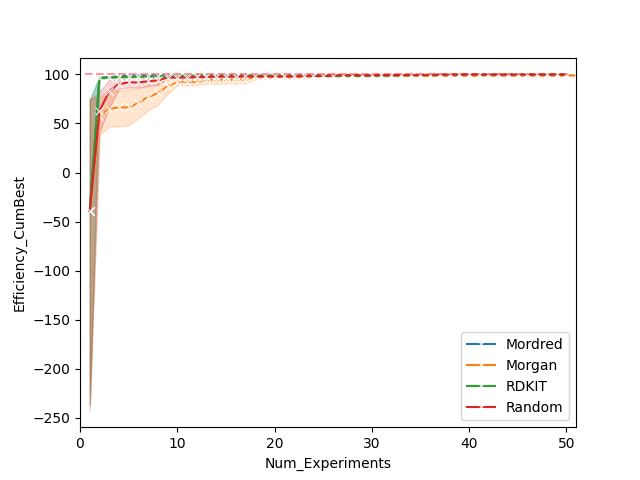 100
50
0
−50
−100
−150
−200
−250
Efficiency_CumBest
0 10 20 30 40 50
Num_Experiments
Mordred
Morgan
RDKIT
Random